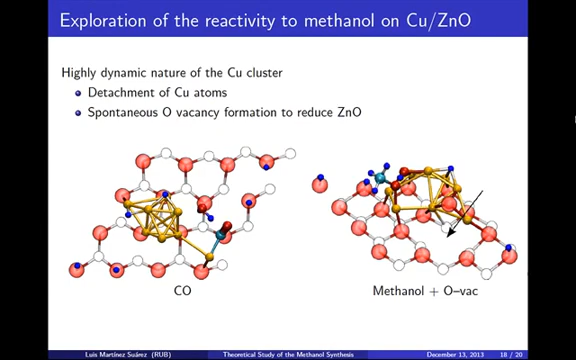 Exploration of the reactivity to methanol on Cu/ZnO
Highly dynamic nature of the Cu cluster
Detachment of Cu atoms
Spontaneous O vacancy formation to reduce ZnO
CO
Methanol + O–vac
Luis Martínez Suárez (RUB) Theoretical Study of the Methanol Synthesis December 13, 2013 18 / 20